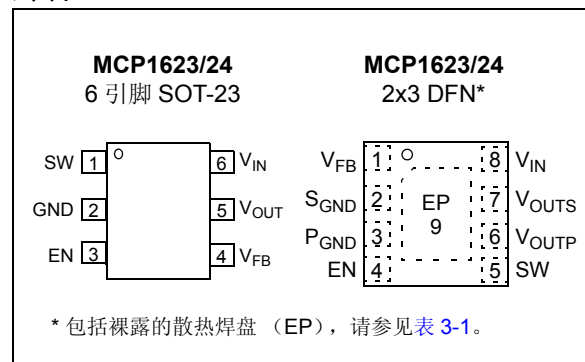 MCP1623/24
6 引脚 SOT-23
SW 1
GND 2
EN 3
6 VIN
5 VOUT
4 VFB
MCP1623/24
2x3 DFN*
VFB 1
SGND 2
PGND 3
EN 4
EP
9
8 VIN
7 VOUTS
6 VOUTP
5 SW
* 包括裸露的散热焊盘 （EP），请参见表 3-1。